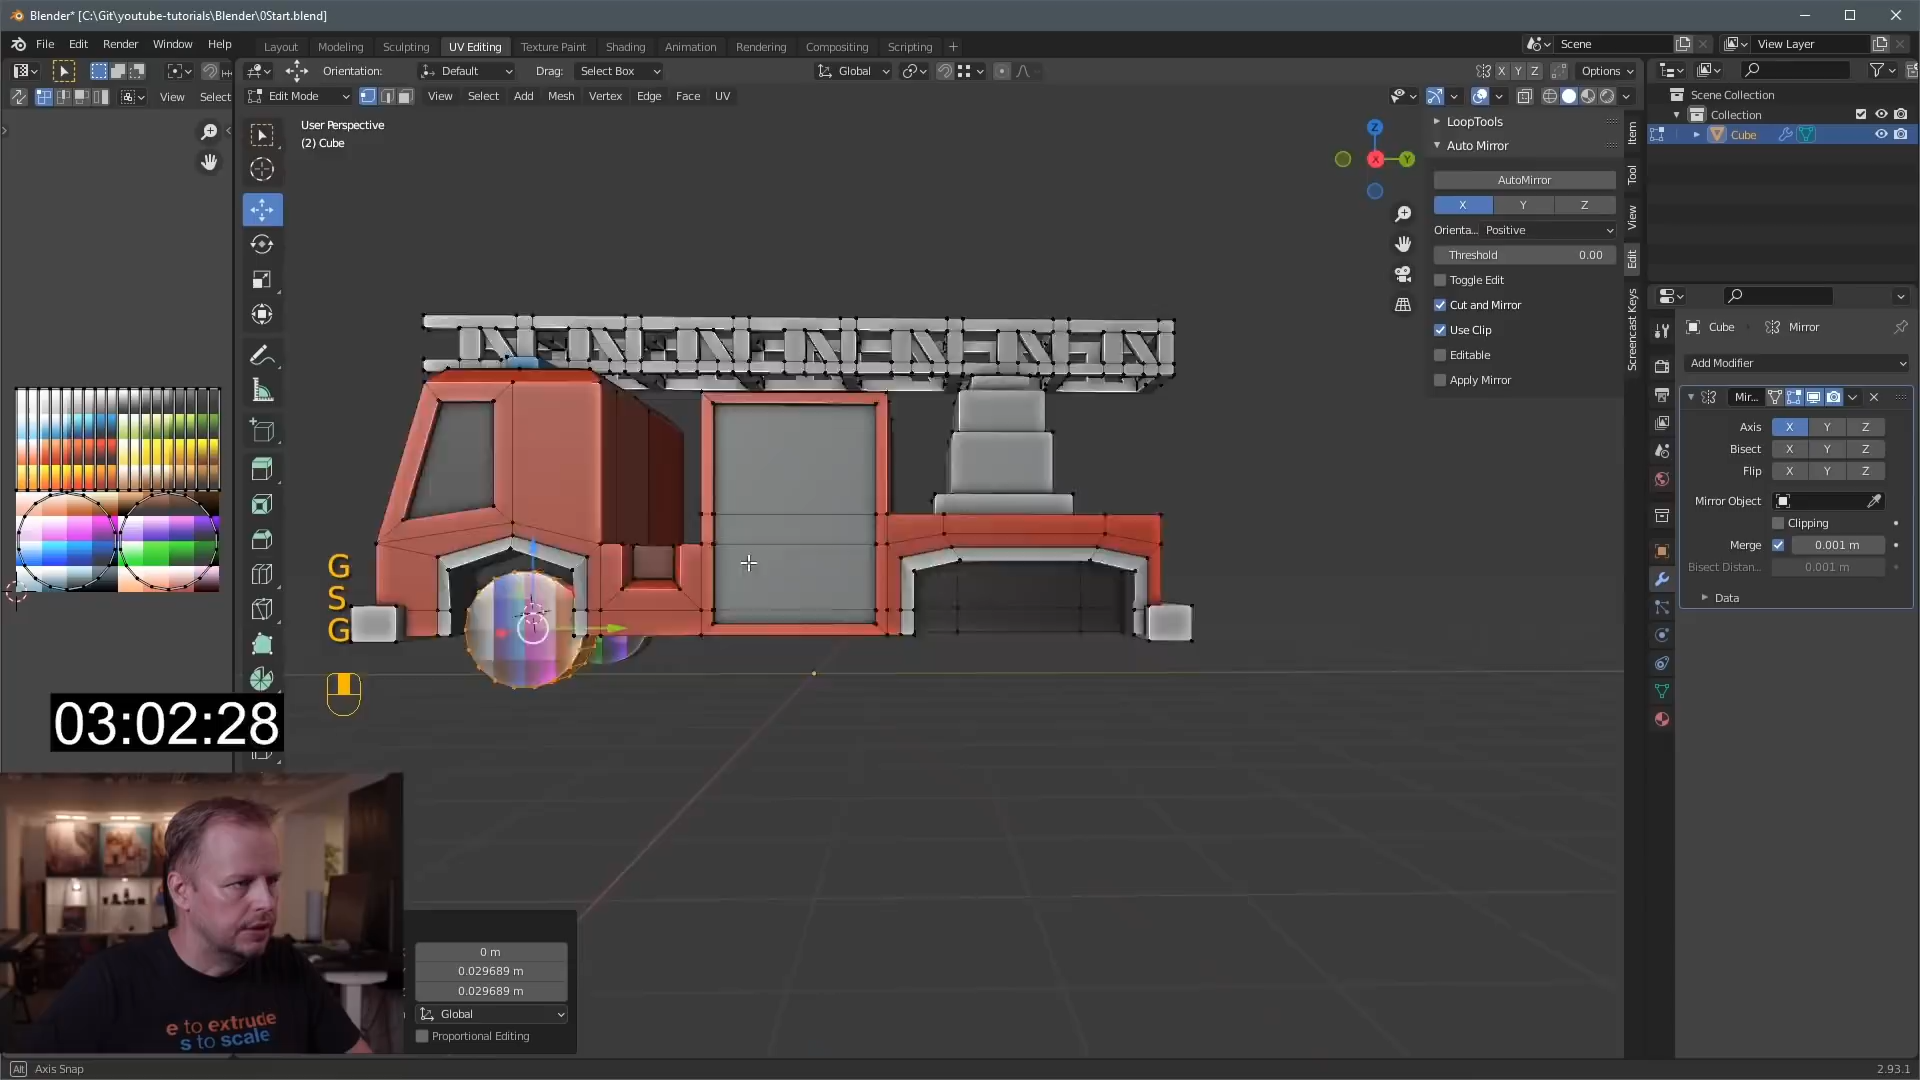 Blender* [C:\Git\youtube-tutorials\Blender\0Start.blend]
File Edit Render Window Help
Layout Modeling Sculpting UV Editing Texture Paint Shading Animation Rendering Compositing Scripting +
Scene
View Layer
Orientation: Default Drag: Select Box
Global
X Y Z
Options
View Select
Edit Mode View Select Add Mesh Vertex Edge Face UV
User Perspective
(2) Cube
Z
X
Y
LoopTools
Auto Mirror
AutoMirror
X Y Z
Orienta... Positive
Threshold 0.00
Toggle Edit
Cut and Mirror
Use Clip
Editable
Apply Mirror
Item
Tool
View
Edit
Screencast Keys
Scene Collection
Collection
Cube
Cube Mirror
Add Modifier
Mir...
Axis X Y Z
Bisect X Y Z
Flip X Y Z
Mirror Object
Clipping
Merge 0.001 m
Bisect Distan... 0.001 m
Data
G
S
G
03:02:28
e to extrude
s to scale
0 m
0.029689 m
0.029689 m
Global
Proportional Editing
Alt Axis Snap
2.93.1